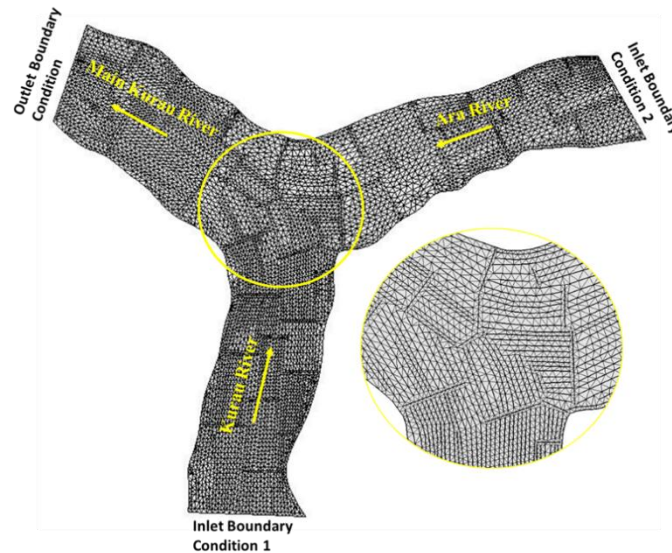 Outlet Boundary
Condition
Main Kurau River
Ara River
Inlet Boundary
Condition 2
Kurau River
Inlet Boundary
Condition 1